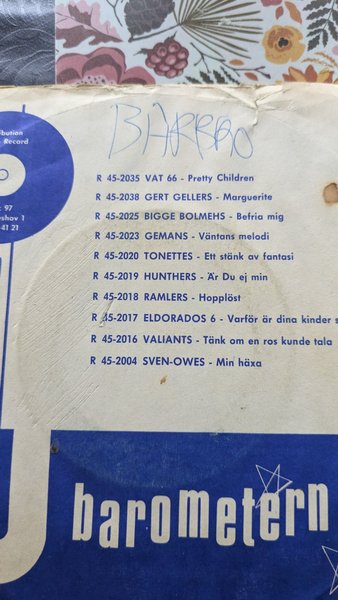 BARBRO
R 45-2035 VAT 66 - Pretty Children
R 45-2038 GERT GELLERS - Marguerite
R 45-2025 BIGGE BOLMEHS - Befria mig
R 45-2023 GEMANS - Väntans melodi
R 45-2020 TONETTES - Ett stänk av fantasi
R 45-2019 HUNTHERS - Är Du ej min
R 45-2018 RAMLERS - Hopplöst
R 45-2017 ELDORADOS 6 - Varför är dina kinder s
R 45-2016 VALIANTS - Tänk om en ros kunde tala
R 45-2004 SVEN-OWES - Min häxa
bution
Record
97
shov 1
41 21
barometern